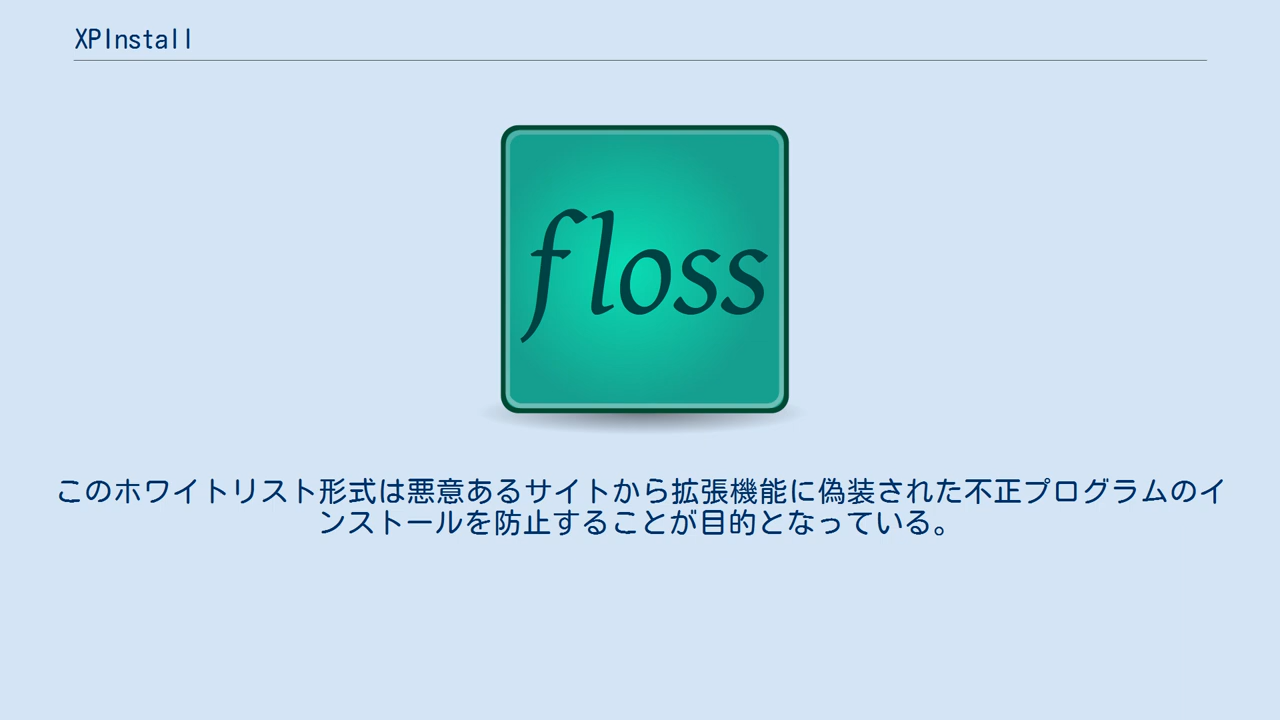 XPInstall
floss
このホワイトリスト形式は悪意あるサイトから拡張機能に偽装された不正プログラムのイ
ンストールを防止することが目的となっている。